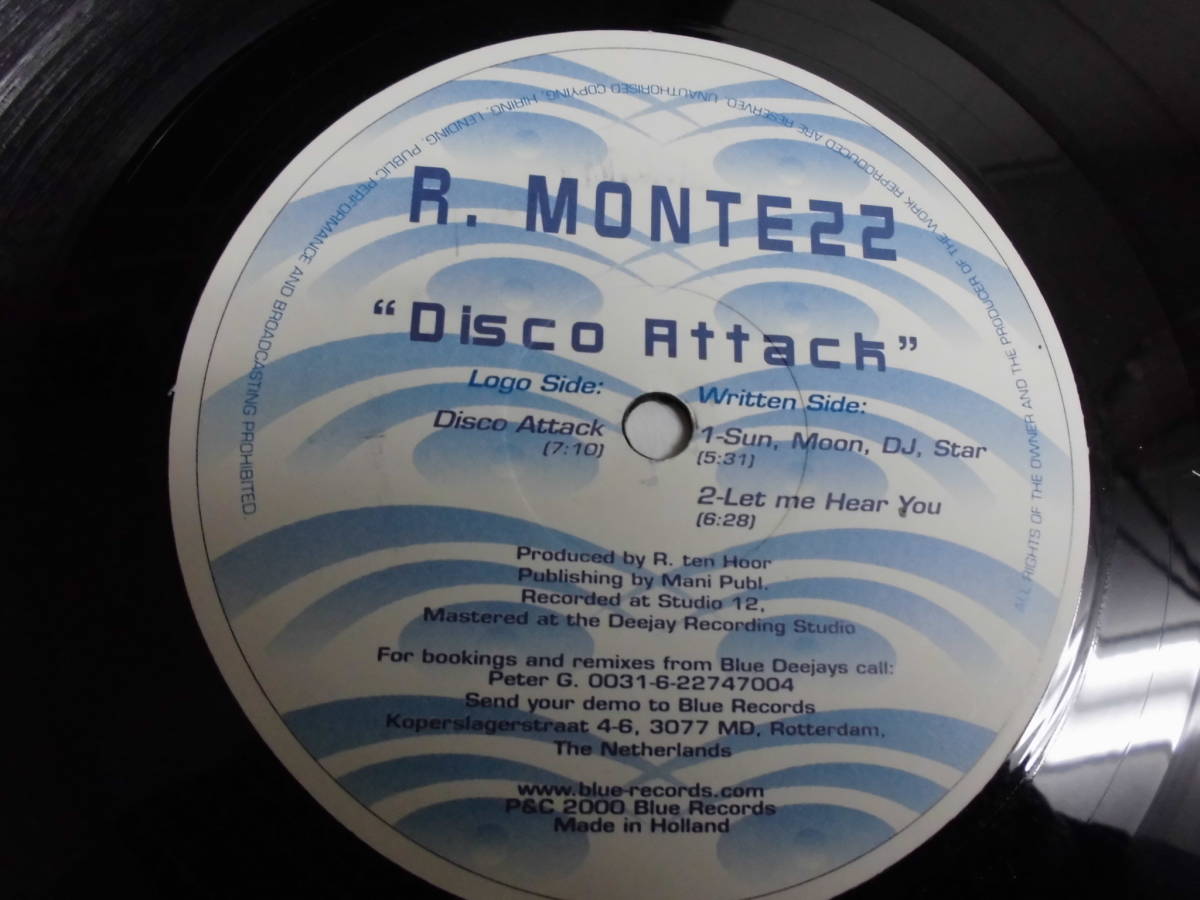 R. MONTEZZ
“Disco Attack”
Logo Side:
Disco Attack
(7:10)
Written Side:
1-Sun, Moon, DJ, Star
(5:31)
2-Let me Hear You
(6:28)
Produced by R. ten Hoor
Publishing by Mani Publ.
Recorded at Studio 12,
Mastered at the Deejay Recording Studio
For bookings and remixes from Blue Deejays call:
Peter G. 0031-6-22747004
Send your demo to Blue Records
Koperslagerstraat 4-6, 3077 MD, Rotterdam,
The Netherlands
www.blue-records.com
P&C 2000 Blue Records
Made in Holland
ALL RIGHTS OF THE OWNER AND THE PRODUCER OF THE WORK REPRODUCED ARE RESERVED. UNAUTHORISED COPYING, HIRING, LENDING, PUBLIC PERFORMANCE AND BROADCASTING PROHIBITED.